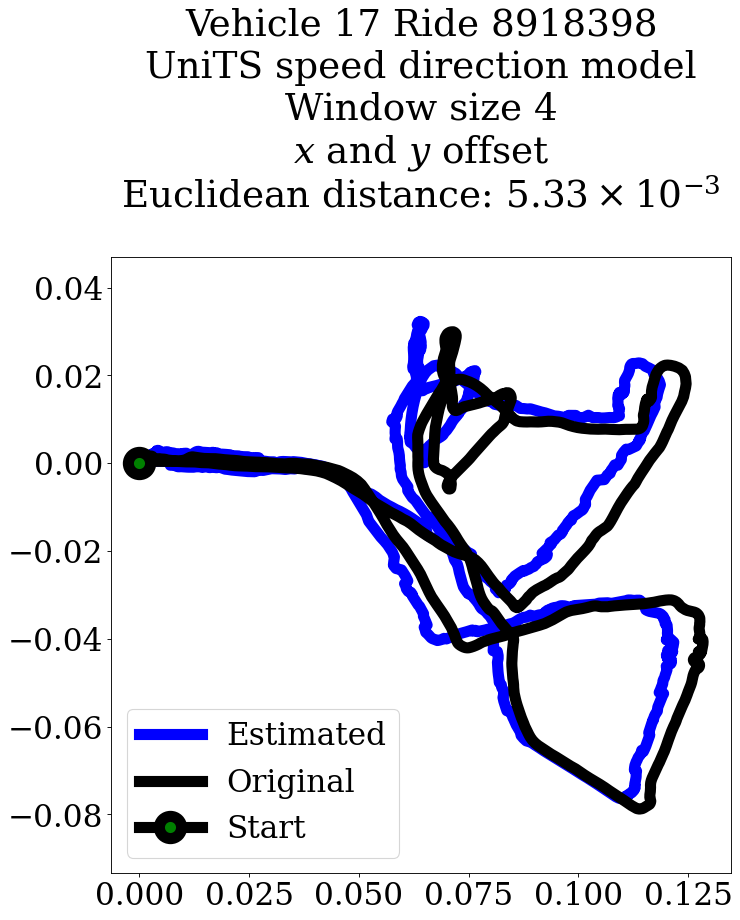 Vehicle 17 Ride 8918398
UniTS speed direction model
Window size 4
x and y offset
Euclidean distance: 5.33 × 10⁻³
0.04
0.02
0.00
−0.02
−0.04
−0.06
−0.08
Estimated
Original
Start
0.000 0.025 0.050 0.075 0.100 0.125